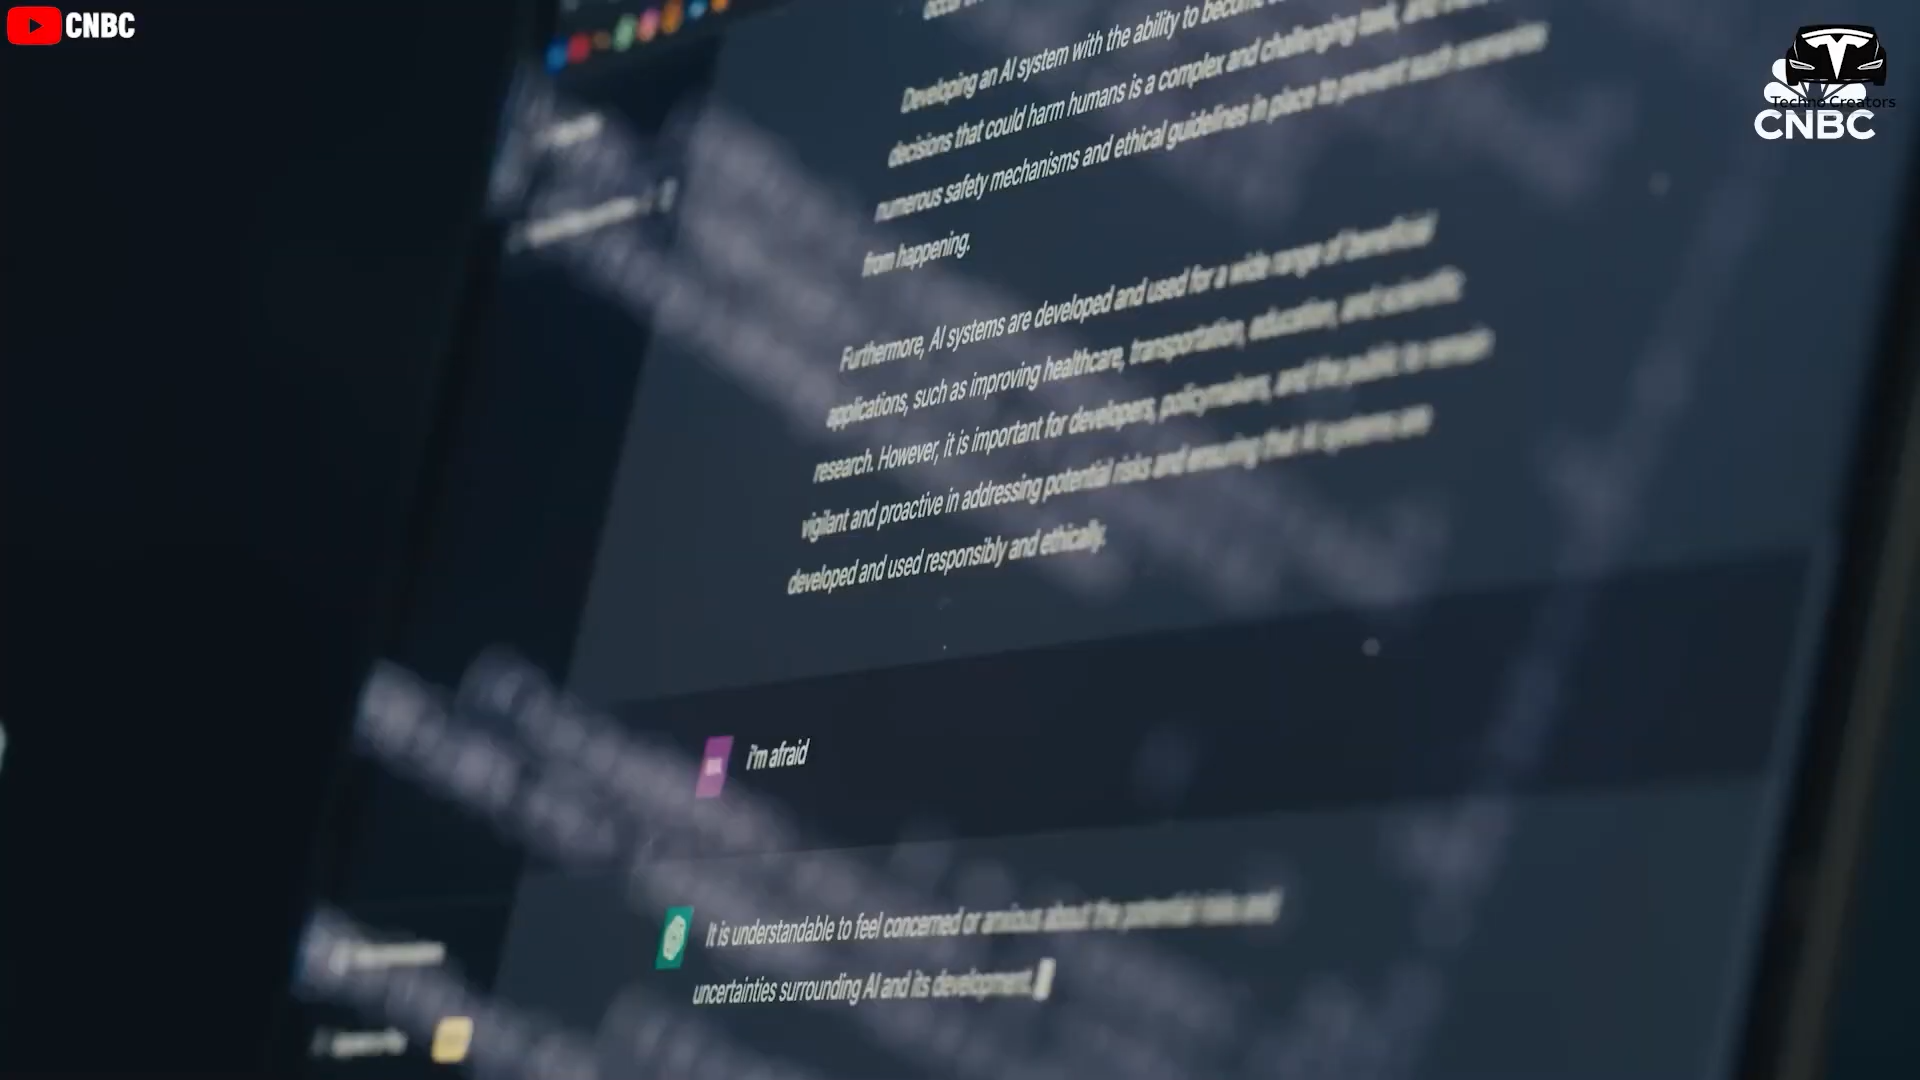 CNBC
Techno Creators
CNBC
Developing an AI system with the ability to become
decisions that could harm humans is a complex and challenging task, and
numerous safety mechanisms and ethical guidelines in place to prevent such scenarios
from happening.
Furthermore, AI systems are developed and used for a wide range of beneficial
applications, such as improving healthcare, transportation, education, and scientific
research. However, it is important for developers, policymakers, and the public to remain
vigilant and proactive in addressing potential risks and ensuring that AI systems are
developed and used responsibly and ethically.
i'm afraid
It is understandable to feel concerned or anxious about the potential risks and
uncertainties surrounding AI and its development.